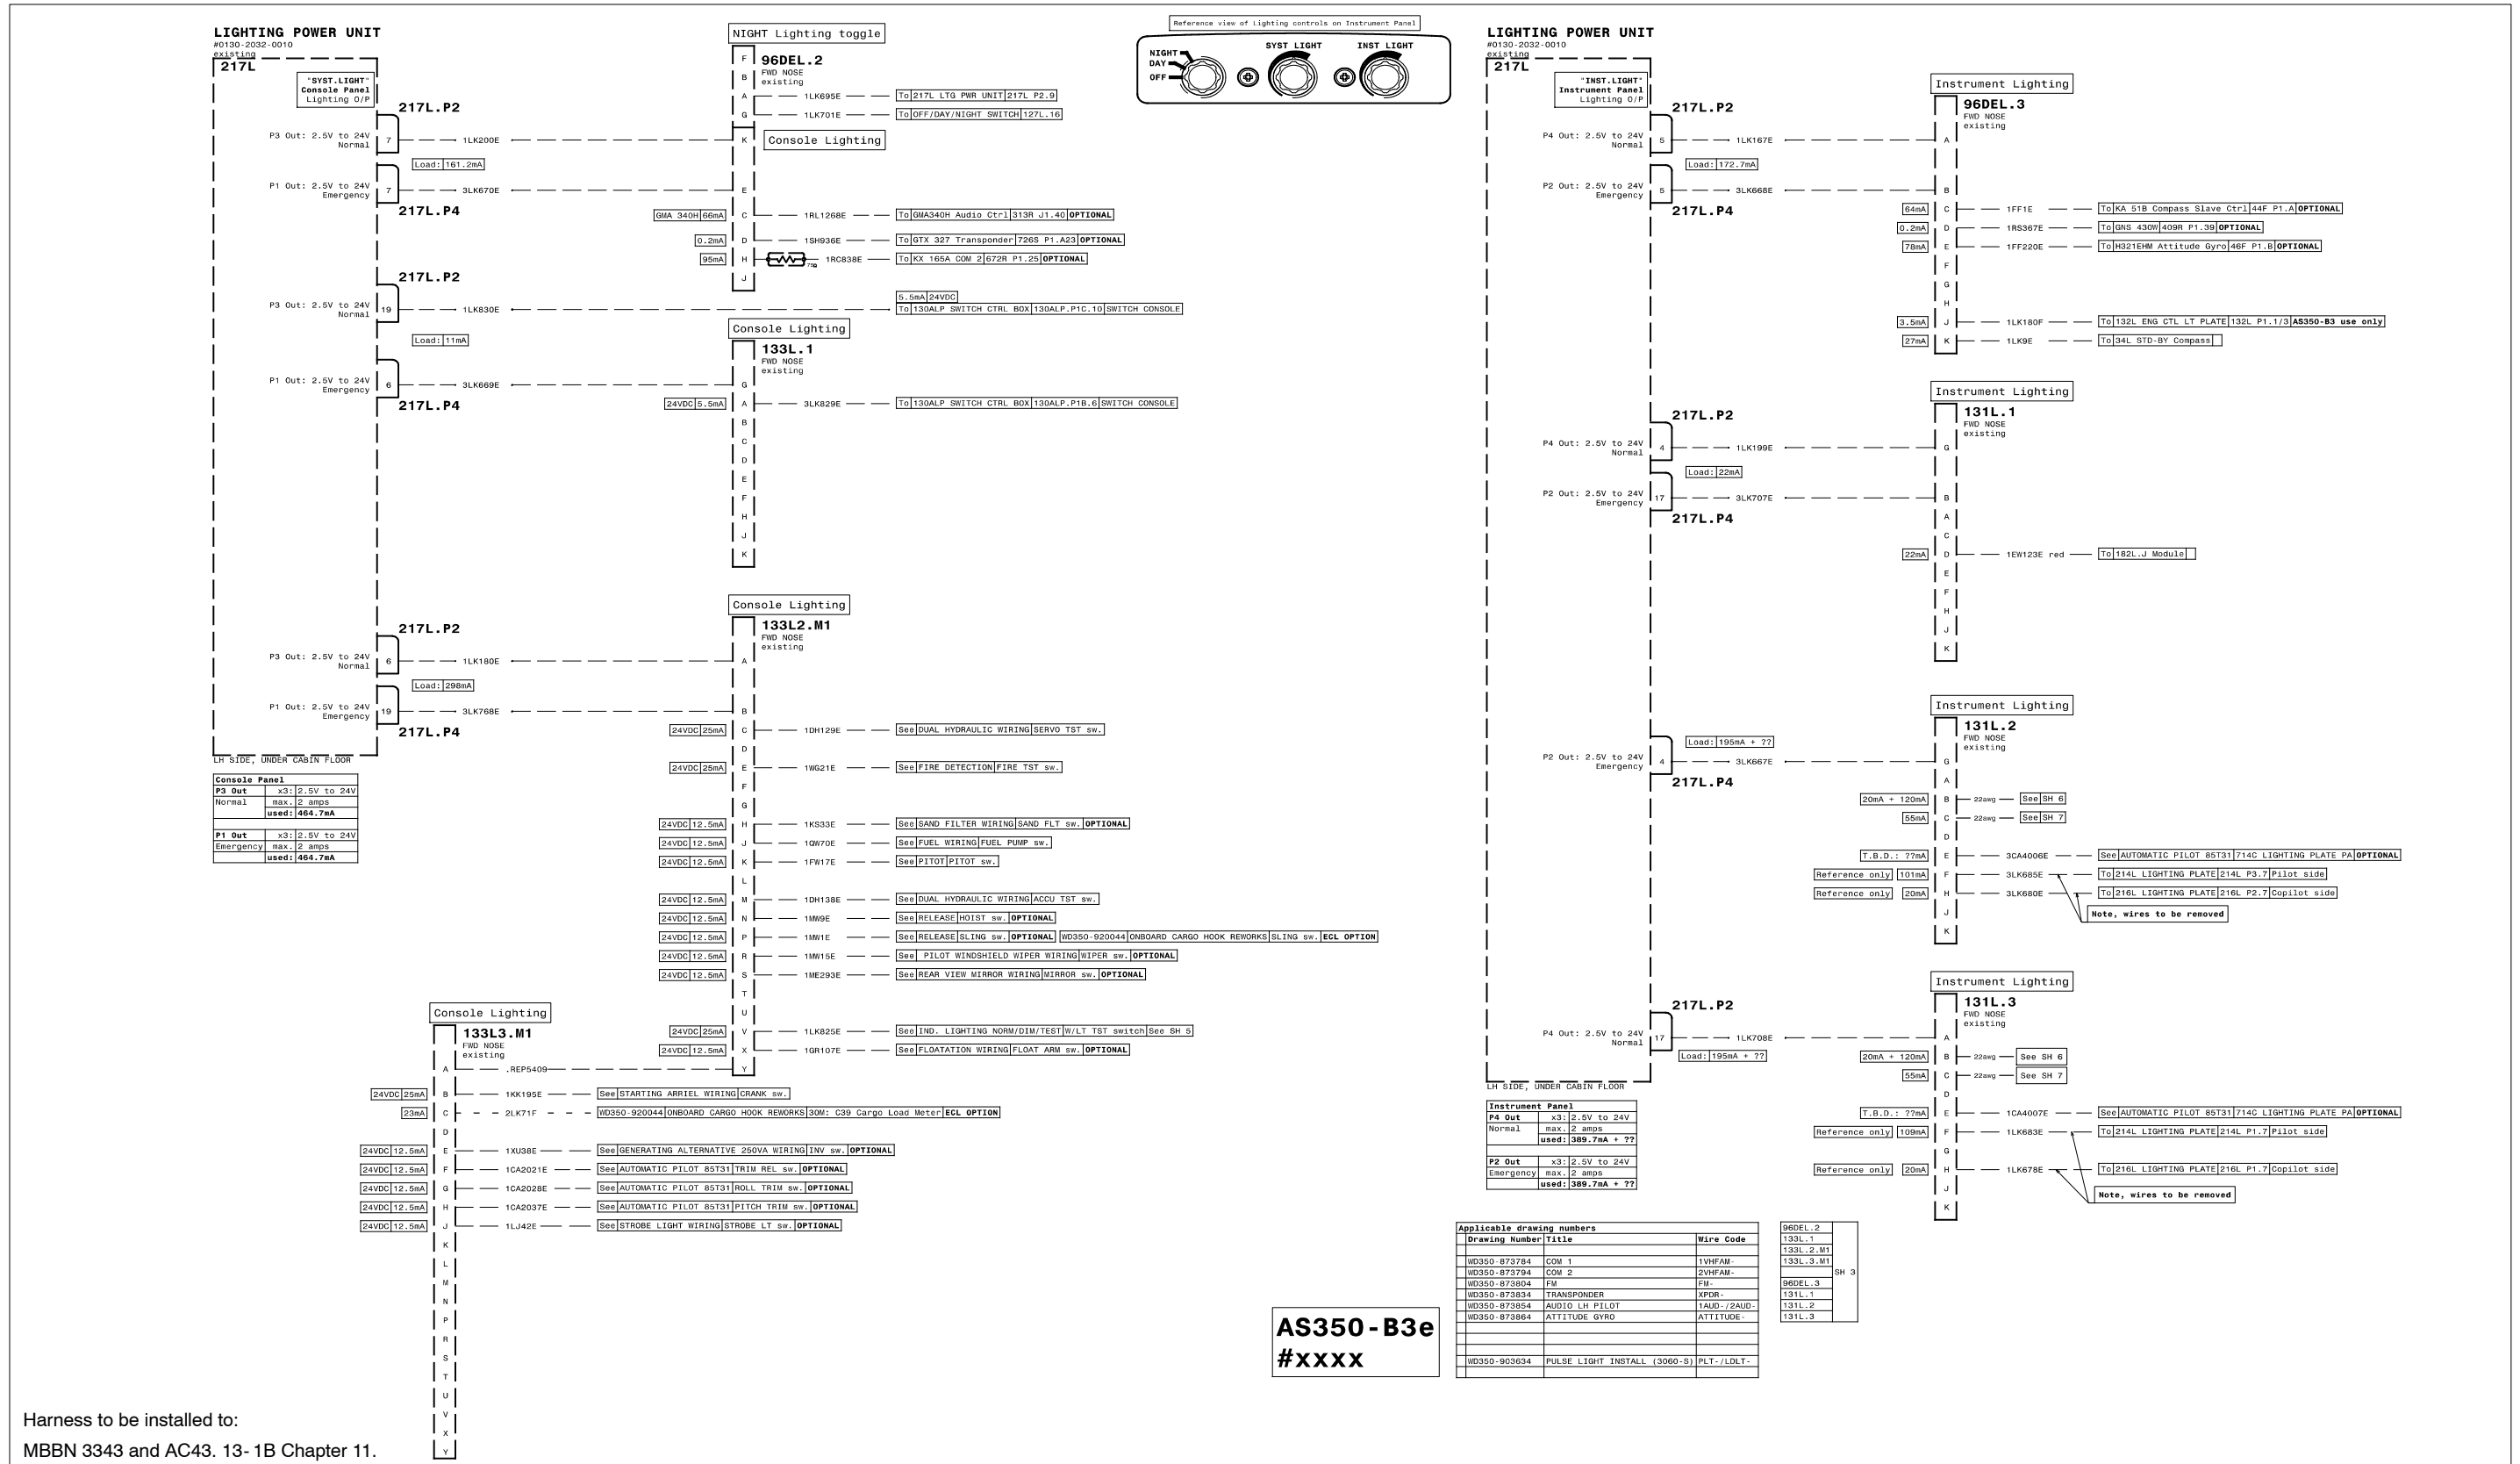 LIGHTING POWER UNIT
#0130-2032-0010
existing
217L
"SYST.LIGHT"
Console Panel
Lighting O/P
217L.P2
P3 Out: 2.5V to 24V
Normal
7
1LK200E
Load: 161.2mA
P1 Out: 2.5V to 24V
Emergency
7
3LK670E
217L.P4
217L.P2
P3 Out: 2.5V to 24V
Normal
19
1LK830E
5.5mA 24VDC
To 130ALP SWITCH CTRL BOX 130ALP.P1C.10 SWITCH CONSOLE
Load: 11mA
P1 Out: 2.5V to 24V
Emergency
6
3LK669E
217L.P4
217L.P2
P3 Out: 2.5V to 24V
Normal
6
1LK180E
Load: 298mA
P1 Out: 2.5V to 24V
Emergency
19
3LK768E
217L.P4
LH SIDE, UNDER CABIN FLOOR
Console Panel
P3 Out x3: 2.5V to 24V
Normal max. 2 amps
used: 464.7mA
P1 Out x3: 2.5V to 24V
Emergency max. 2 amps
used: 464.7mA
NIGHT Lighting toggle
96DEL.2
FWD NOSE
existing
F
B
A 1LK695E To 217L LTG PWR UNIT 217L P2.9
G 1LK701E To OFF/DAY/NIGHT SWITCH 127L.16
K
Console Lighting
E
GMA 340H 66mA C 1RL1268E To GMA340H Audio Ctrl 313R J1.40 OPTIONAL
0.2mA D 1SH936E To GTX 327 Transponder 726S P1.A23 OPTIONAL
95mA H 1RC838E To KX 165A COM 2 672R P1.25 OPTIONAL
J
Console Lighting
133L.1
FWD NOSE
existing
G
24VDC 5.5mA A 3LK829E To 130ALP SWITCH CTRL BOX 130ALP.P1B.6 SWITCH CONSOLE
B
C
D
E
F
H
J
K
Console Lighting
133L2.M1
FWD NOSE
existing
A
B
24VDC 25mA C 1DH129E See DUAL HYDRAULIC WIRING SERVO TST sw.
D
24VDC 25mA E 1WG21E See FIRE DETECTION FIRE TST sw.
F
G
24VDC 12.5mA H 1KS33E See SAND FILTER WIRING SAND FLT sw. OPTIONAL
24VDC 12.5mA J 1QW70E See FUEL WIRING FUEL PUMP sw.
24VDC 12.5mA K 1FW17E See PITOT PITOT sw.
L
24VDC 12.5mA M 1DH138E See DUAL HYDRAULIC WIRING ACCU TST sw.
24VDC 12.5mA N 1MW9E See RELEASE HOIST sw. OPTIONAL
24VDC 12.5mA P 1MW1E See RELEASE SLING sw. OPTIONAL WD350-920044 ONBOARD CARGO HOOK REWORKS SLING sw. ECL OPTION
24VDC 12.5mA R 1MW15E See PILOT WINDSHIELD WIPER WIRING WIPER sw. OPTIONAL
24VDC 12.5mA S 1ME293E See REAR VIEW MIRROR WIRING MIRROR sw. OPTIONAL
T
U
24VDC 25mA V 1LK825E See IND. LIGHTING NORM/DIM/TEST W/LT TST switch See SH 5
24VDC 12.5mA X 1GR107E See FLOATATION WIRING FLOAT ARM sw. OPTIONAL
Y
Console Lighting
133L3.M1
FWD NOSE
existing
A .REP5409
24VDC 25mA B 1KK195E See STARTING ARRIEL WIRING CRANK sw.
23mA C 2LK71F WD350-920044 ONBOARD CARGO HOOK REWORKS 30M: C39 Cargo Load Meter ECL OPTION
D
24VDC 12.5mA E 1XU38E See GENERATING ALTERNATIVE 250VA WIRING INV sw. OPTIONAL
24VDC 12.5mA F 1CA2021E See AUTOMATIC PILOT 85T31 TRIM REL sw. OPTIONAL
24VDC 12.5mA G 1CA2028E See AUTOMATIC PILOT 85T31 ROLL TRIM sw. OPTIONAL
24VDC 12.5mA H 1CA2037E See AUTOMATIC PILOT 85T31 PITCH TRIM sw. OPTIONAL
24VDC 12.5mA J 1LJ42E See STROBE LIGHT WIRING STROBE LT sw. OPTIONAL
K
L
M
N
P
R
S
T
U
V
X
Y
Harness to be installed to:
MBBN 3343 and AC43. 13-1B Chapter 11.
Reference view of Lighting controls on Instrument Panel
NIGHT
DAY
OFF
SYST LIGHT
INST LIGHT
LIGHTING POWER UNIT
#0130-2032-0010
existing
217L
"INST.LIGHT"
Instrument Panel
Lighting O/P
217L.P2
P4 Out: 2.5V to 24V
Normal
5
1LK167E
Load: 172.7mA
P2 Out: 2.5V to 24V
Emergency
5
3LK668E
217L.P4
217L.P2
P4 Out: 2.5V to 24V
Normal
4
1LK199E
Load: 22mA
P2 Out: 2.5V to 24V
Emergency
17
3LK707E
217L.P4
Load: 195mA + ??
P2 Out: 2.5V to 24V
Emergency
4
3LK667E
217L.P4
217L.P2
P4 Out: 2.5V to 24V
Normal
17
1LK708E
Load: 195mA + ??
LH SIDE, UNDER CABIN FLOOR
Instrument Panel
P4 Out x3: 2.5V to 24V
Normal max. 2 amps
used: 389.7mA + ??
P2 Out x3: 2.5V to 24V
Emergency max. 2 amps
used: 389.7mA + ??
Instrument Lighting
96DEL.3
FWD NOSE
existing
A
B
64mA C 1FF1E To KA 51B Compass Slave Ctrl 44F P1.A OPTIONAL
0.2mA D 1RS367E To GNS 430W 409R P1.39 OPTIONAL
78mA E 1FF220E To H321EHM Attitude Gyro 46F P1.B OPTIONAL
F
G
H
3.5mA J 1LK180F To 132L ENG CTL LT PLATE 132L P1.1/3 AS350-B3 use only
27mA K 1LK9E To 34L STD-BY Compass
Instrument Lighting
131L.1
FWD NOSE
existing
G
B
A
C
22mA D 1EW123E red To 182L.J Module
E
F
H
J
K
Instrument Lighting
131L.2
FWD NOSE
existing
G
A
20mA + 120mA B 22awg See SH 6
55mA C 22awg See SH 7
D
T.B.D.: ??mA E 3CA4006E See AUTOMATIC PILOT 85T31 714C LIGHTING PLATE PA OPTIONAL
Reference only 101mA F 3LK685E To 214L LIGHTING PLATE 214L P3.7 Pilot side
Reference only 20mA H 3LK680E To 216L LIGHTING PLATE 216L P2.7 Copilot side
J
Note, wires to be removed
K
Instrument Lighting
131L.3
FWD NOSE
existing
A
20mA + 120mA B 22awg See SH 6
55mA C 22awg See SH 7
D
T.B.D.: ??mA E 1CA4007E See AUTOMATIC PILOT 85T31 714C LIGHTING PLATE PA OPTIONAL
Reference only 109mA F 1LK683E To 214L LIGHTING PLATE 214L P1.7 Pilot side
G
Reference only 20mA H 1LK678E To 216L LIGHTING PLATE 216L P1.7 Copilot side
J
Note, wires to be removed
K
Applicable drawing numbers
Drawing Number Title Wire Code
WD350-873784 COM 1 1VHFAM-
WD350-873794 COM 2 2VHFAM-
WD350-873804 FM FM-
WD350-873834 TRANSPONDER XPDR-
WD350-873854 AUDIO LH PILOT 1AUD-/2AUD-
WD350-873864 ATTITUDE GYRO ATTITUDE-
WD350-903634 PULSE LIGHT INSTALL (3060-S) PLT-/LDLT-
96DEL.2
133L.1
133L.2.M1
133L.3.M1
SH 3
96DEL.3
131L.1
131L.2
131L.3
AS350-B3e
#xxxx